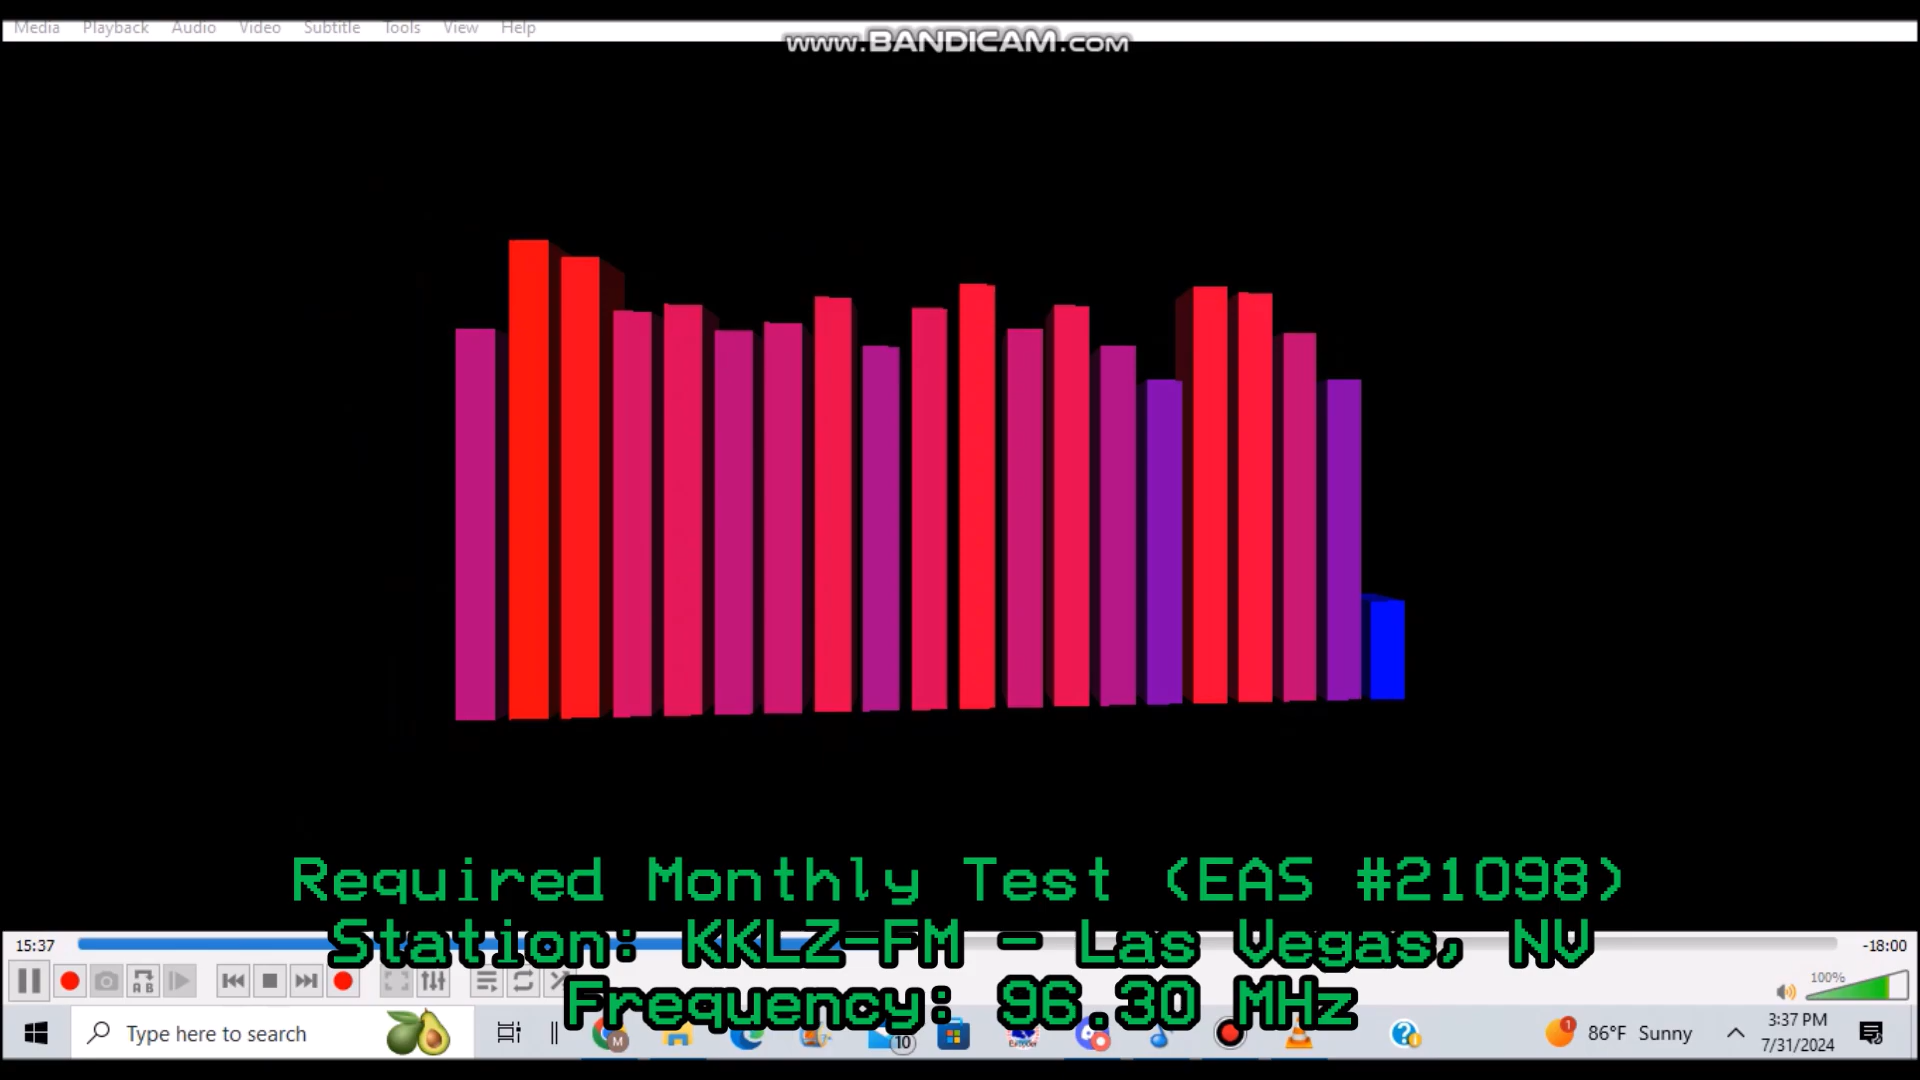 Media Playback Audio Video Subtitle Tools View Help
www.BANDICAM.com
Required Monthly Test (EAS #21098)
15:37
Station: KKLZ-FM - Las Vegas, NV
-18:00
A B
100%
Frequency: 96.30 MHz
Type here to search
M
10
1
86°F Sunny
3:37 PM
7/31/2024